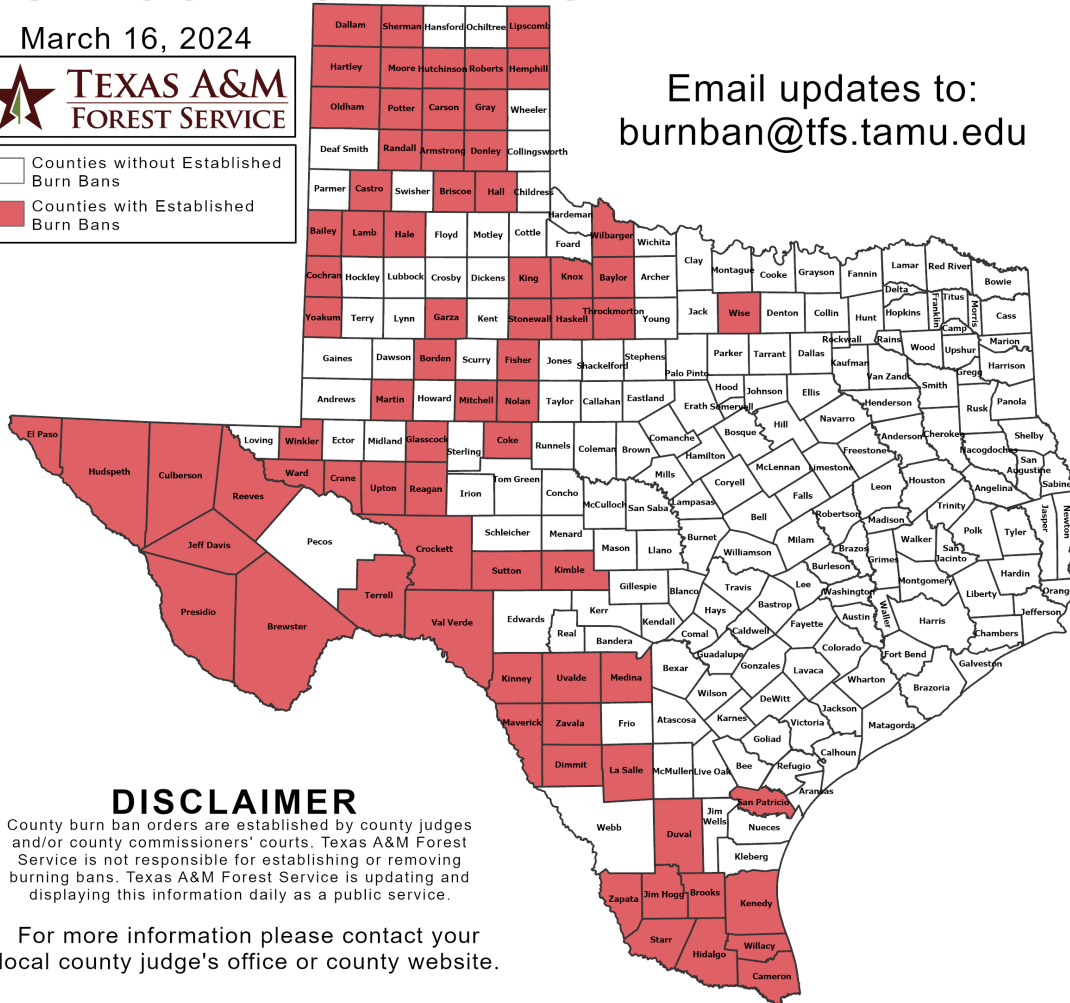 March 16, 2024
TEXAS A&M
FOREST SERVICE
Counties without Established
Burn Bans
Counties with Established
Burn Bans
Email updates to:
burnban@tfs.tamu.edu
Dallam Sherman Hansford Ochiltree Lipscomb
Hartley Moore Hutchinson Roberts Hemphill
Oldham Potter Carson Gray Wheeler
Deaf Smith Randall Armstrong Donley Collingsworth
Parmer Castro Swisher Briscoe Hall Childress
Hardeman
Bailey Lamb Hale Floyd Motley Cottle Foard Wilbarger Wichita
Clay Montague Cooke Grayson Fannin Lamar Red River Bowie
Cochran Hockley Lubbock Crosby Dickens King Knox Baylor Archer
Delta Franklin Titus Morris Cass
Yoakum Terry Lynn Garza Kent Stonewall Haskell Throckmorton Young Jack Wise Denton Collin Hunt Hopkins Camp
Rockwall Rains Wood Upshur Marion
Gaines Dawson Borden Scurry Fisher Jones Shackelford Stephens Palo Pinto Parker Tarrant Dallas Kaufman Van Zandt Gregg Harrison
Smith
Andrews Martin Howard Mitchell Nolan Taylor Callahan Eastland Erath Hood Somervell Johnson Ellis Henderson Rusk Panola
El Paso Hudspeth Culberson Reeves Loving Winkler Ector Midland Glasscock Sterling Coke Runnels Coleman Brown Comanche Bosque Hill Navarro Anderson Cherokee Nacogdoches Shelby
Hamilton Freestone San Augustine Sabine
Ward Crane Upton Reagan Irion Tom Green Concho McCulloch San Saba Mills Lampasas Coryell McLennan Limestone Leon Houston Angelina
Falls Trinity Jasper Newton
Jeff Davis Pecos Crockett Schleicher Menard Mason Llano Burnet Bell Robertson Madison Walker Polk Tyler
Williamson Milam Brazos Grimes San Jacinto
Presidio Brewster Terrell Val Verde Sutton Kimble Gillespie Blanco Travis Lee Burleson Washington Montgomery Liberty Hardin Orange
Edwards Kerr Real Bandera Kendall Hays Comal Caldwell Bastrop Fayette Austin Waller Harris Chambers Jefferson
Kinney Uvalde Medina Bexar Guadalupe Gonzales Lavaca Colorado Fort Bend Galveston
Wharton Brazoria
Maverick Zavala Frio Atascosa Wilson Karnes DeWitt Jackson Matagorda
Victoria Goliad Calhoun
Dimmit La Salle McMullen Live Oak Bee Refugio Aransas
Webb Duval Jim Wells San Patricio Nueces
Kleberg
Zapata Jim Hogg Brooks Kenedy
Starr Hidalgo Willacy
Cameron
DISCLAIMER
County burn ban orders are established by county judges
and/or county commissioners' courts. Texas A&M Forest
Service is not responsible for establishing or removing
burning bans. Texas A&M Forest Service is updating and
displaying this information daily as a public service.
For more information please contact your
local county judge's office or county website.